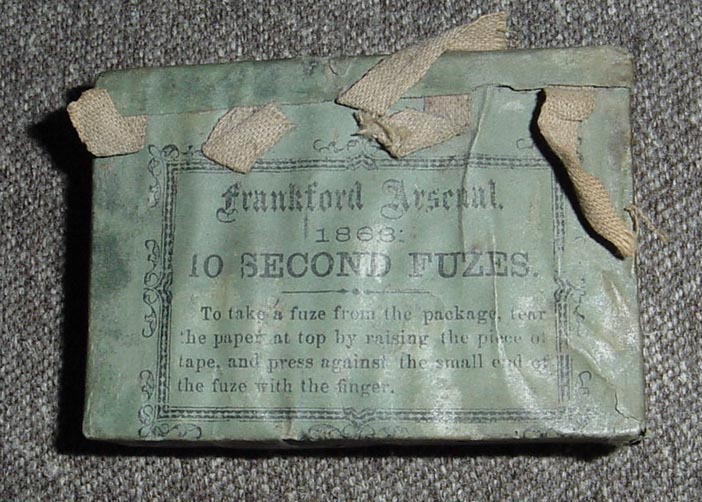 Frankford Arsenal.
1863.
10 SECOND FUZES.
To take a fuze from the package, tear
the paper at top by raising the piece of
tape, and press against the small end of
the fuze with the finger.